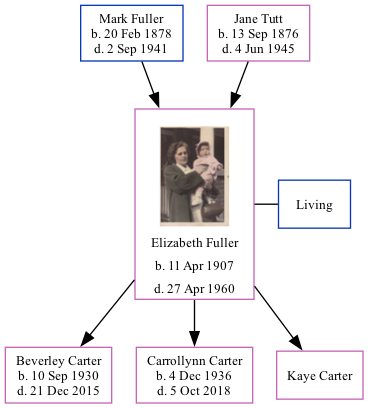 Mark Fuller
b. 20 Feb 1878
d. 2 Sep 1941
Jane Tutt
b. 13 Sep 1876
d. 4 Jun 1945
Elizabeth Fuller
b. 11 Apr 1907
d. 27 Apr 1960
Living
Beverley Carter
b. 10 Sep 1930
d. 21 Dec 2015
Carrollynn Carter
b. 4 Dec 1936
d. 5 Oct 2018
Kaye Carter